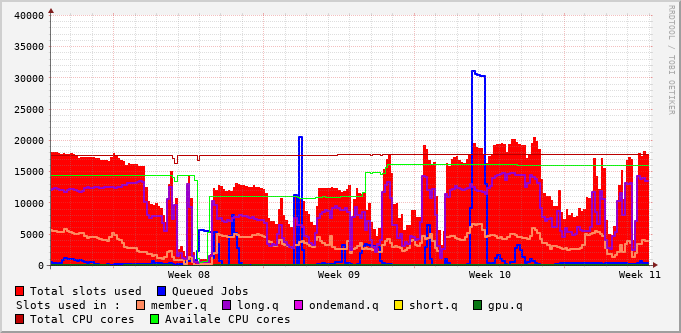 40000
35000
30000
25000
20000
15000
10000
5000
0
Week 08 Week 09 Week 10 Week 11
RRDTOOL / TOBI OETIKER
Total slots used Queued Jobs
Slots used in : member.q long.q ondemand.q short.q gpu.q
Total CPU cores Availale CPU cores